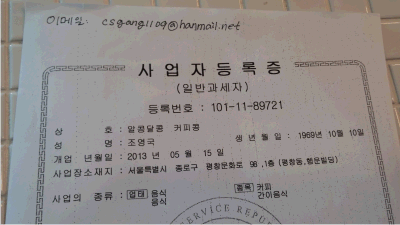 이메일: csgang1109@hanmail.net
사업자등록증
(일반과세자)
등록번호 : 101-11-89721
상 호 : 알콩달콩 커피콩
성 명 : 조영국 생 년 월 일 : 1969년 10월 10일
개업 년월일 : 2013 년 05 월 15 일
사업장소재지 : 서울특별시 종로구 평창문화로 98 ,1층 (평창동,행운빌딩)
사업의 종류 : 업태 음식 종목 커피
음식 간이음식
SERVICE REPU